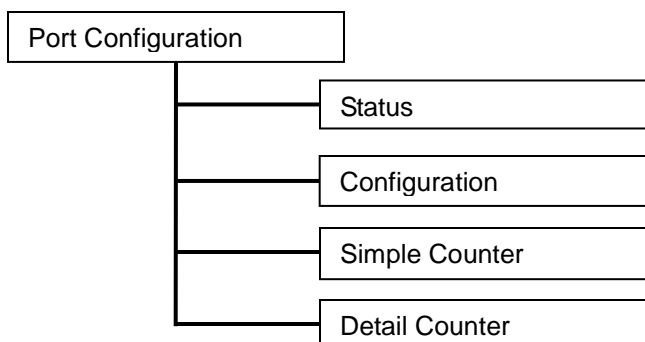 Port Configuration
Status
Configuration
Simple Counter
Detail Counter